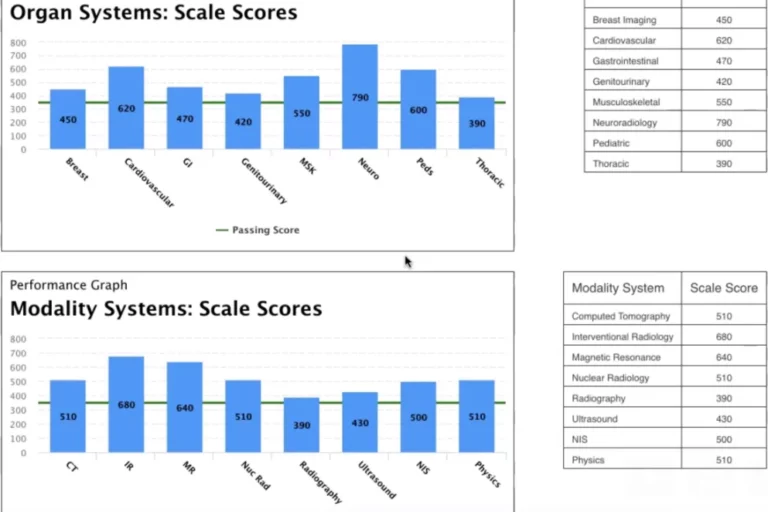 Organ Systems: Scale Scores
800
700
600
500
400
300
200
100
0
450
620
470
420
550
790
600
390
Breast
Cardiovascular
GI
Genitourinary
MSK
Neuro
Peds
Thoracic
Passing Score
Breast Imaging 450
Cardiovascular 620
Gastrointestinal 470
Genitourinary 420
Musculoskeletal 550
Neuroradiology 790
Pediatric 600
Thoracic 390
Performance Graph
Modality Systems: Scale Scores
800
700
600
500
400
300
200
100
0
510
680
640
510
390
430
500
510
CT
IR
MR
Nuc Rad
Radiography
Ultrasound
NIS
Physics
Modality System Scale Score
Computed Tomography 510
Interventional Radiology 680
Magnetic Resonance 640
Nuclear Radiology 510
Radiography 390
Ultrasound 430
NIS 500
Physics 510